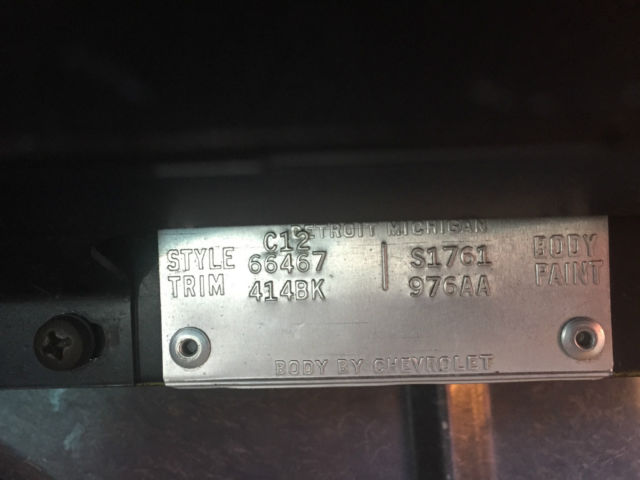 DETROIT MICHIGAN
C12
STYLE 66467 | S1761 BODY
TRIM 414BK 976AA PAINT
BODY BY CHEVROLET